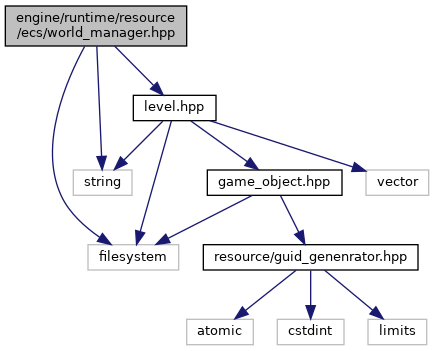 engine/runtime/resource
/ecs/world_manager.hpp
level.hpp
string
game_object.hpp
vector
filesystem
resource/guid_genenrator.hpp
atomic
cstdint
limits